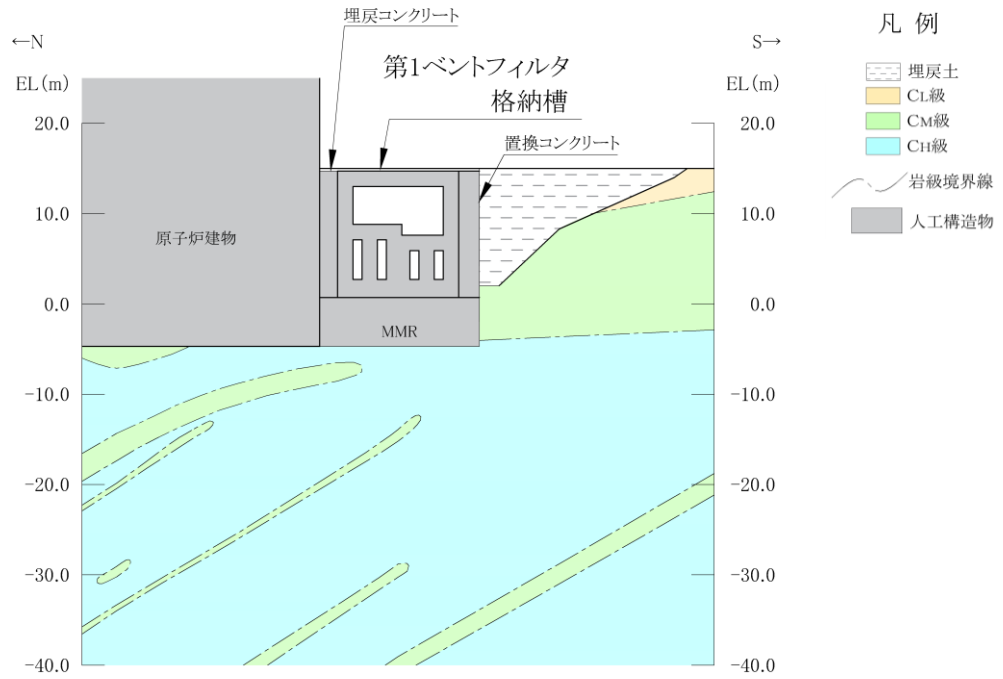 埋戻コンクリート
凡 例
←N
S→
第1ベントフィルタ
格納槽
EL(m)
EL(m)
埋戻土
CL級
CM級
CH級
岩級境界線
人工構造物
置換コンクリート
20.0
20.0
10.0
10.0
原子炉建物
0.0
0.0
MMR
-10.0
-10.0
-20.0
-20.0
-30.0
-30.0
-40.0
-40.0